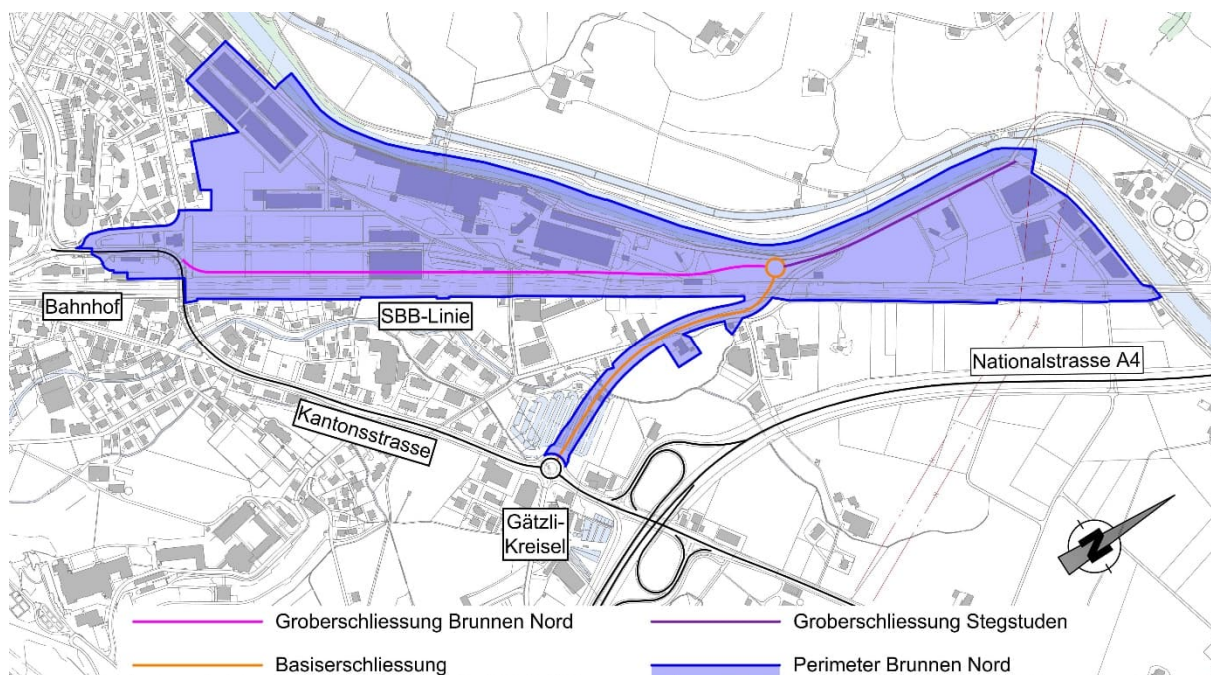 Bahnhof
SBB-Linie
Nationalstrasse A4
Kantonsstrasse
Gätzli-
Kreisel
N
Groberschliessung Brunnen Nord
Groberschliessung Stegstuden
Basiserschliessung
Perimeter Brunnen Nord